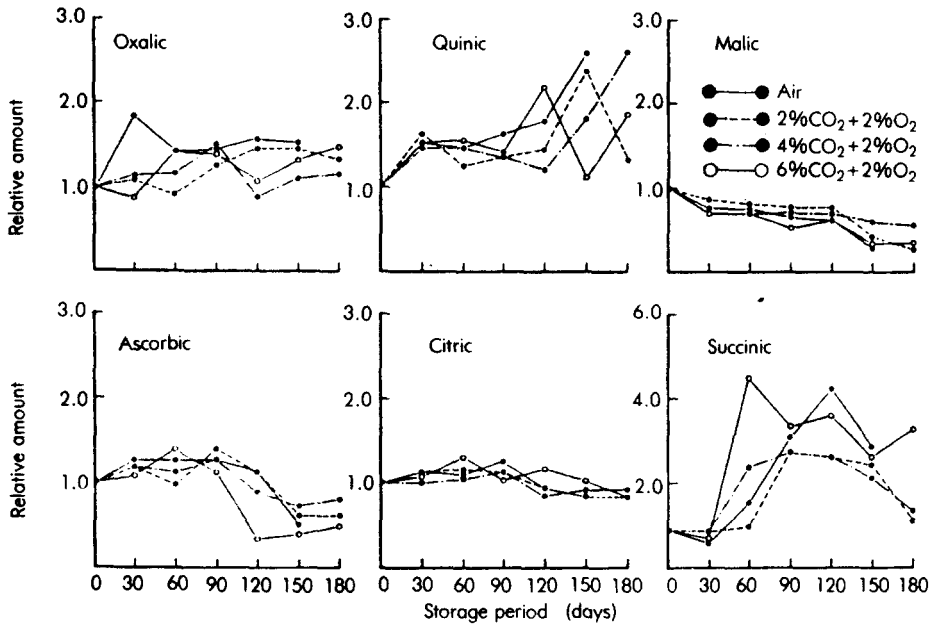 Relative amount
3.0
2.0
1.0
Oxalic
3.0
2.0
1.0
Quinic
3.0
2.0
1.0
Malic
Air
2%CO₂+2%O₂
4%CO₂+2%O₂
6%CO₂+2%O₂
Relative amount
3.0
2.0
1.0
Ascorbic
0 30 60 90 120 150 180
3.0
2.0
1.0
Citric
0 30 60 90 120 150 180
6.0
4.0
2.0
Succinic
0 30 60 90 120 150 180
Storage period (days)